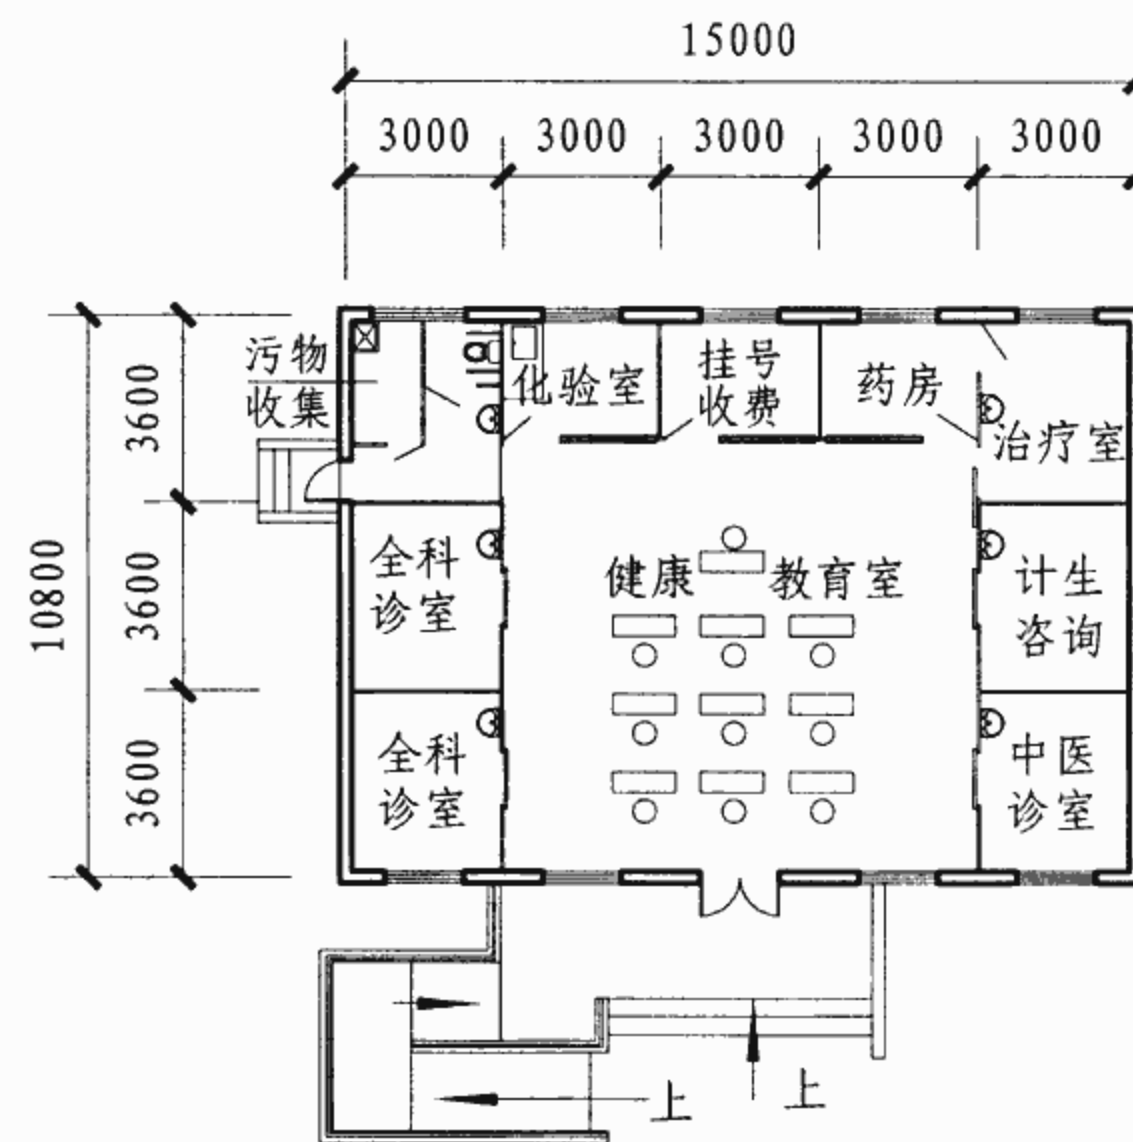 15000
3000 3000 3000 3000 3000
污物
收集
化验室
挂号
收费
药房
治疗室
3600
3600
3600
10800
全科
诊室
健康 教育室
计生
咨询
全科
诊室
中医
诊室
上
上